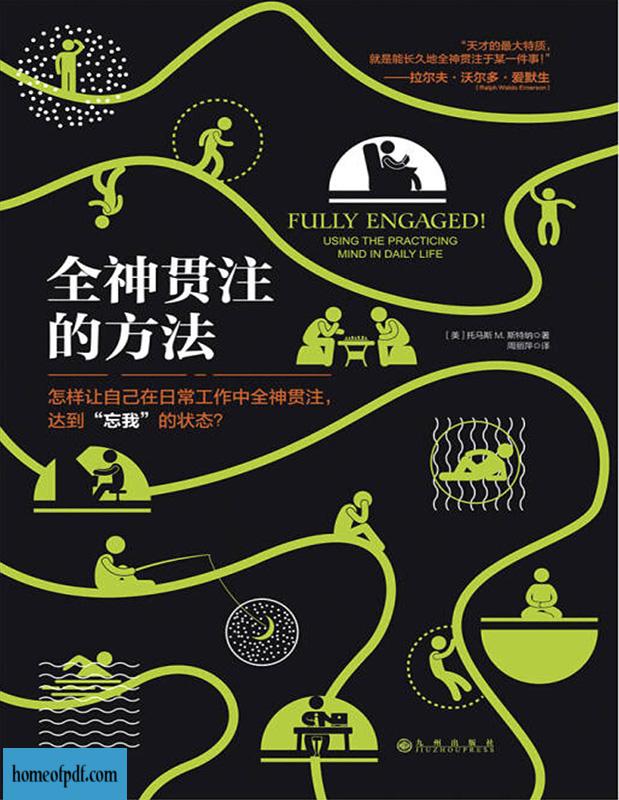 “天才的最大特质，
就是能长久地全神贯注于某一件事！”
——拉尔夫·沃尔多·爱默生
（Ralph Waldo Emerson）
FULLY ENGAGED!
USING THE PRACTICING
MIND IN DAILY LIFE
全神贯注
的方法
［美］托马斯 M. 斯特纳◎著
周丽萍◎译
怎样让自己在日常工作中全神贯注，
达到“忘我”的状态？
九州出版社
JIUZHOUPRESS
homeofpdf.com